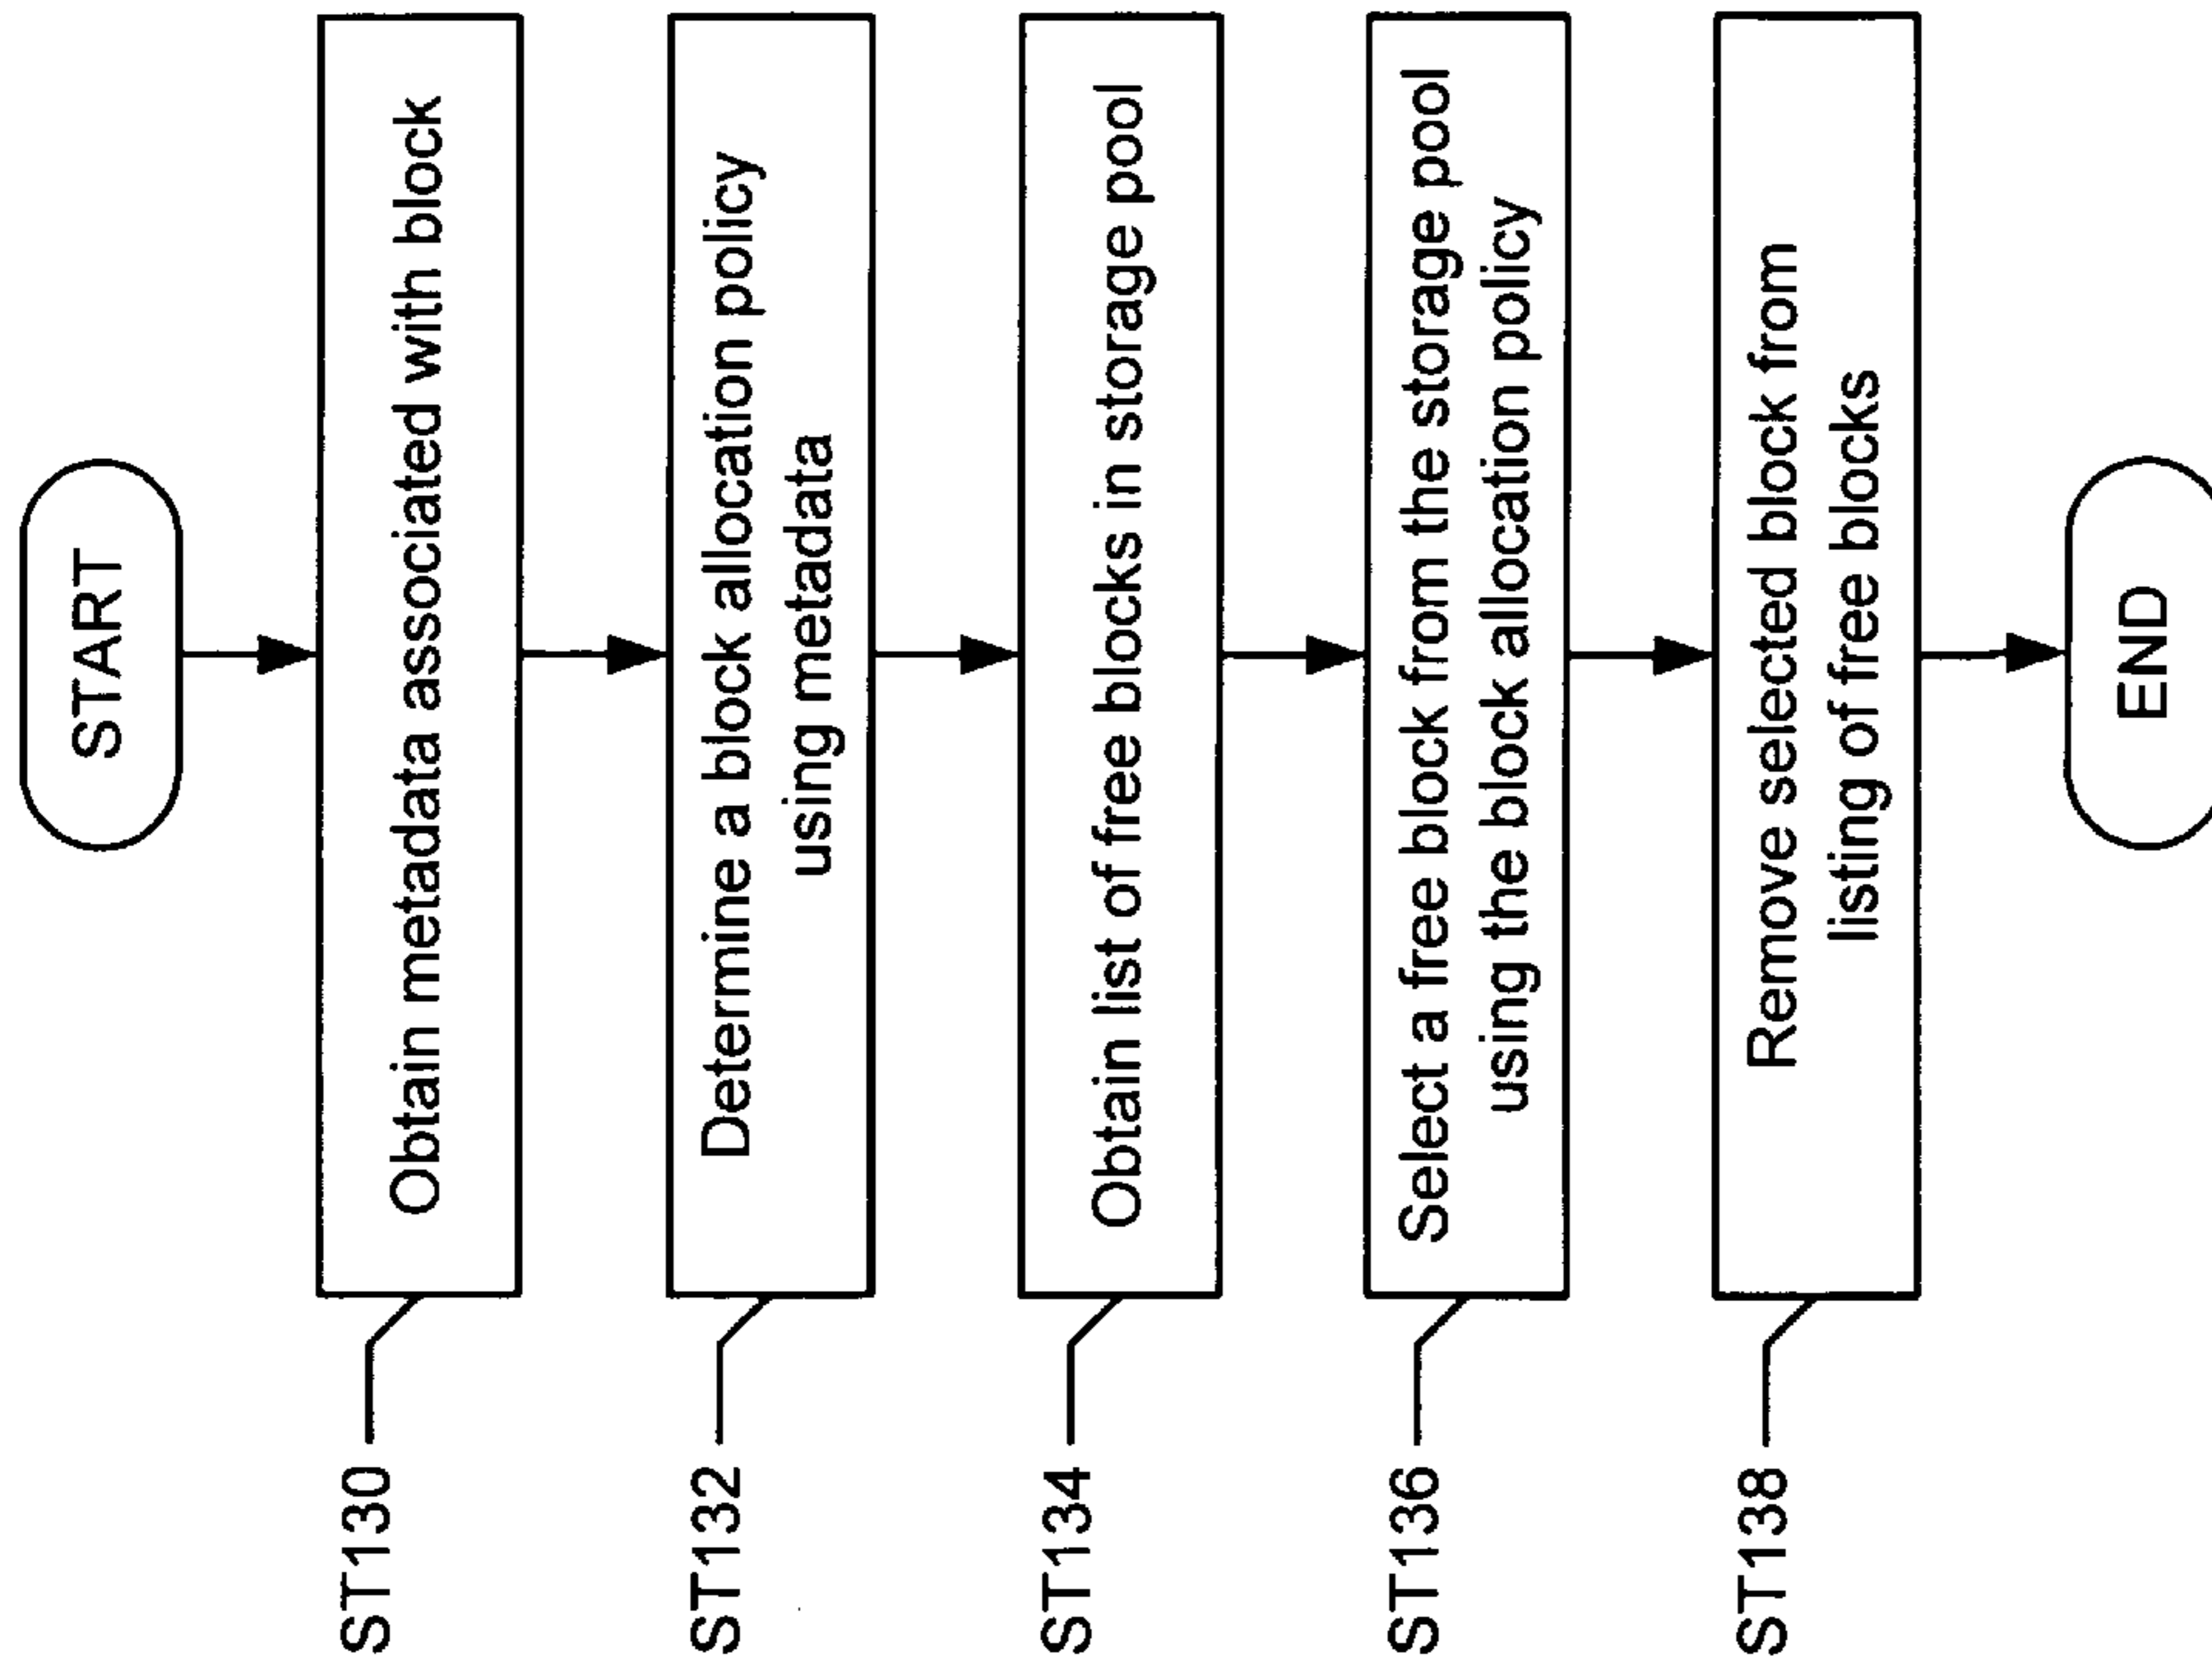 START
ST130
Obtain metadata associated with block
ST132
Determine a block allocation policy
using metadata
ST134
Obtain list of free blocks in storage pool
ST136
Select a free block from the storage pool
using the block allocation policy
ST138
Remove selected block from
listing of free blocks
END